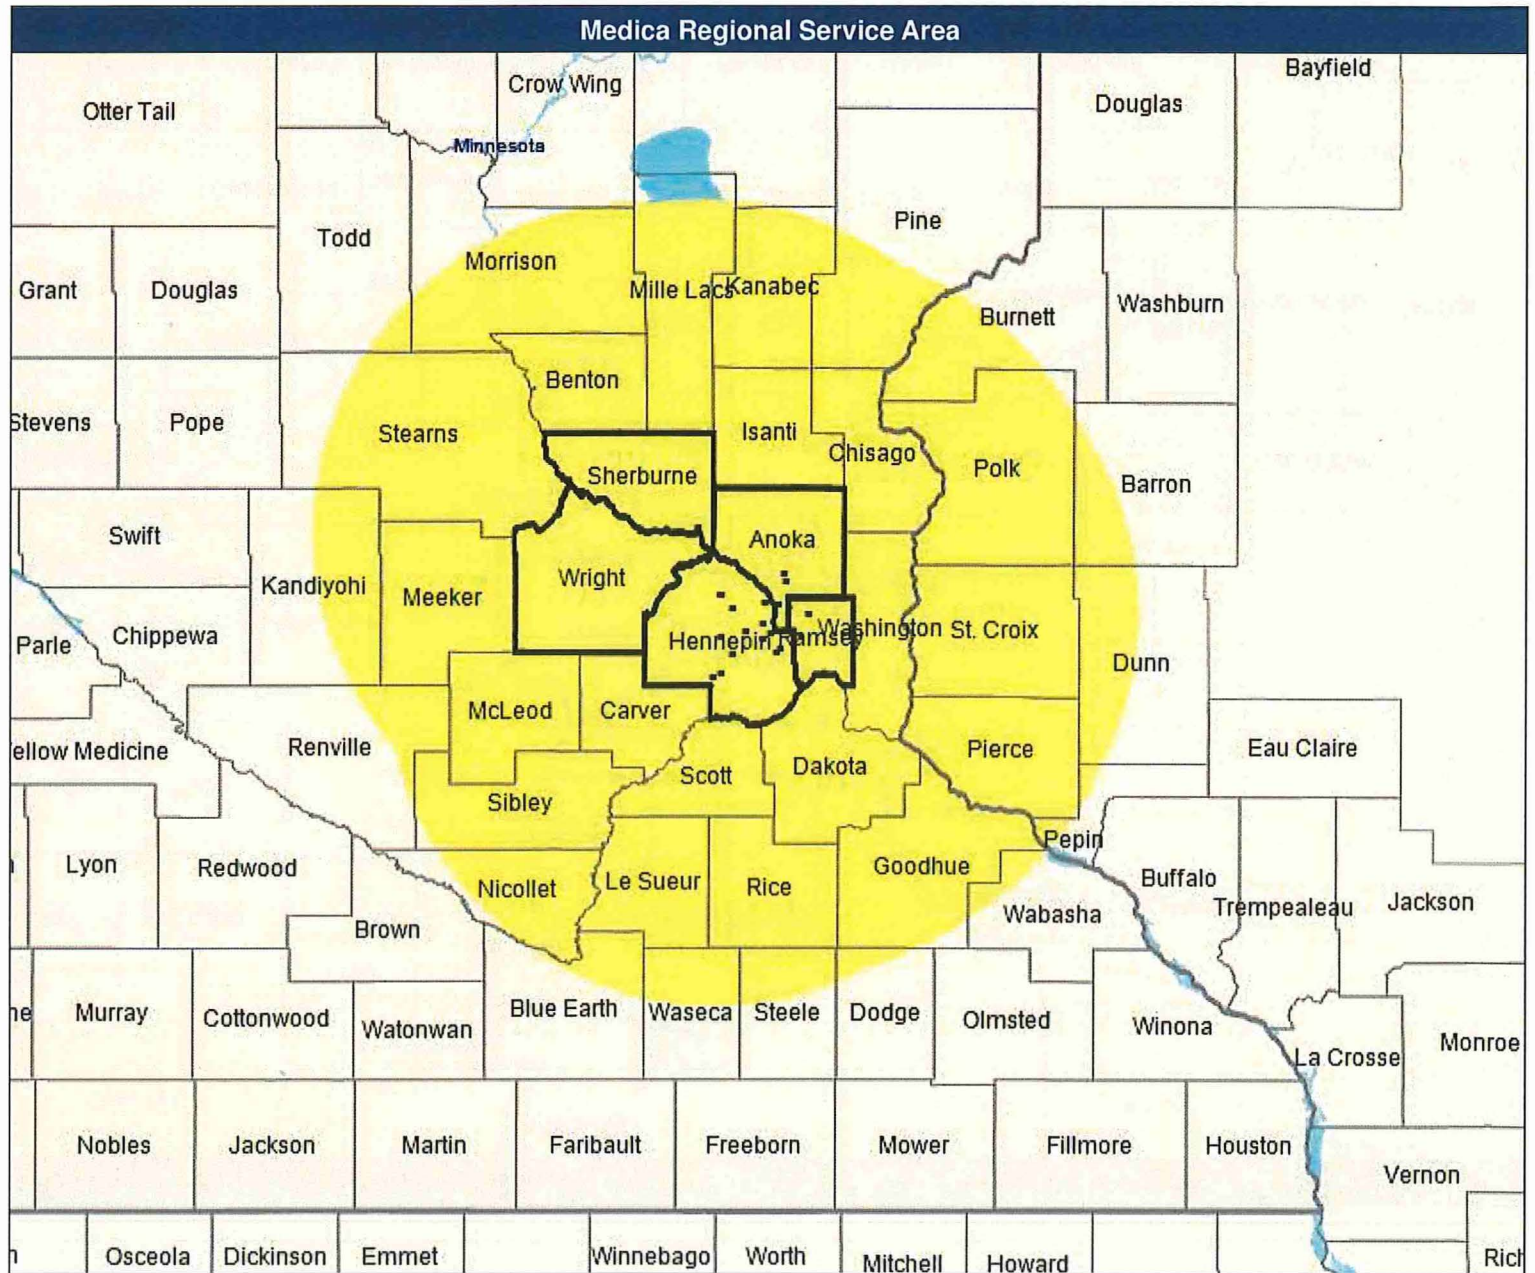 Medica Regional Service Area
Bayfield
Crow Wing
Otter Tail
Douglas
Minnesota
Pine
Todd
Morrison
Grant
Douglas
Mille Lacs
Kanabec
Burnett
Washburn
Benton
Stevens
Pope
Stearns
Isanti
Chisago
Sherburne
Polk
Barron
Swift
Anoka
Kandiyohi
Wright
Meeker
Parle
Chippewa
Hennepin
Ramsey
Washington
St. Croix
Dunn
McLeod
Carver
ellow Medicine
Renville
Scott
Dakota
Pierce
Eau Claire
Sibley
Pepin
Lyon
Redwood
Nicollet
Le Sueur
Rice
Goodhue
Buffalo
Trempealeau
Jackson
Brown
Wabasha
Murray
Cottonwood
Watonwan
Blue Earth
Waseca
Steele
Dodge
Olmsted
Winona
La Crosse
Monroe
Nobles
Jackson
Martin
Faribault
Freeborn
Mower
Fillmore
Houston
Vernon
Osceola
Dickinson
Emmet
Winnebago
Worth
Mitchell
Howard
Rich